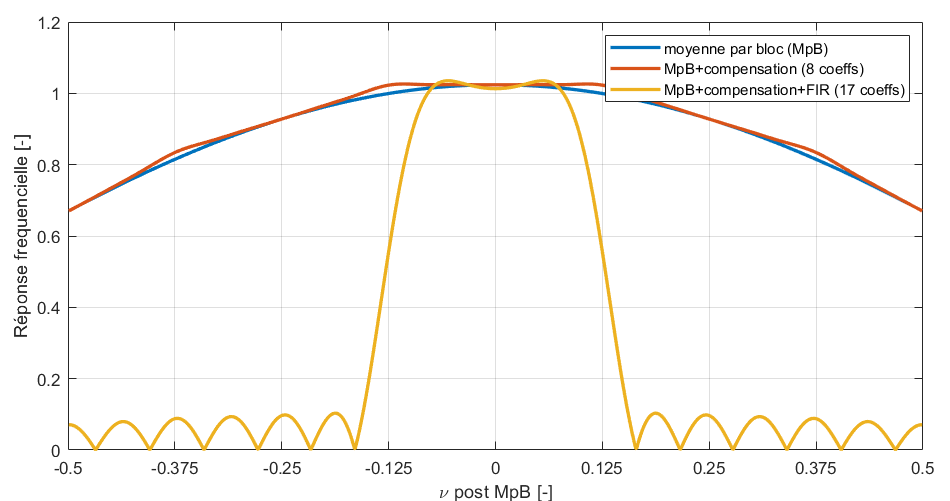 Réponse frequencielle [-]
1.2
1
0.8
0.6
0.4
0.2
0
moyenne par bloc (MpB)
MpB+compensation (8 coeffs)
MpB+compensation+FIR (17 coeffs)
-0.5 -0.375 -0.25 -0.125 0 0.125 0.25 0.375 0.5
ν post MpB [-]